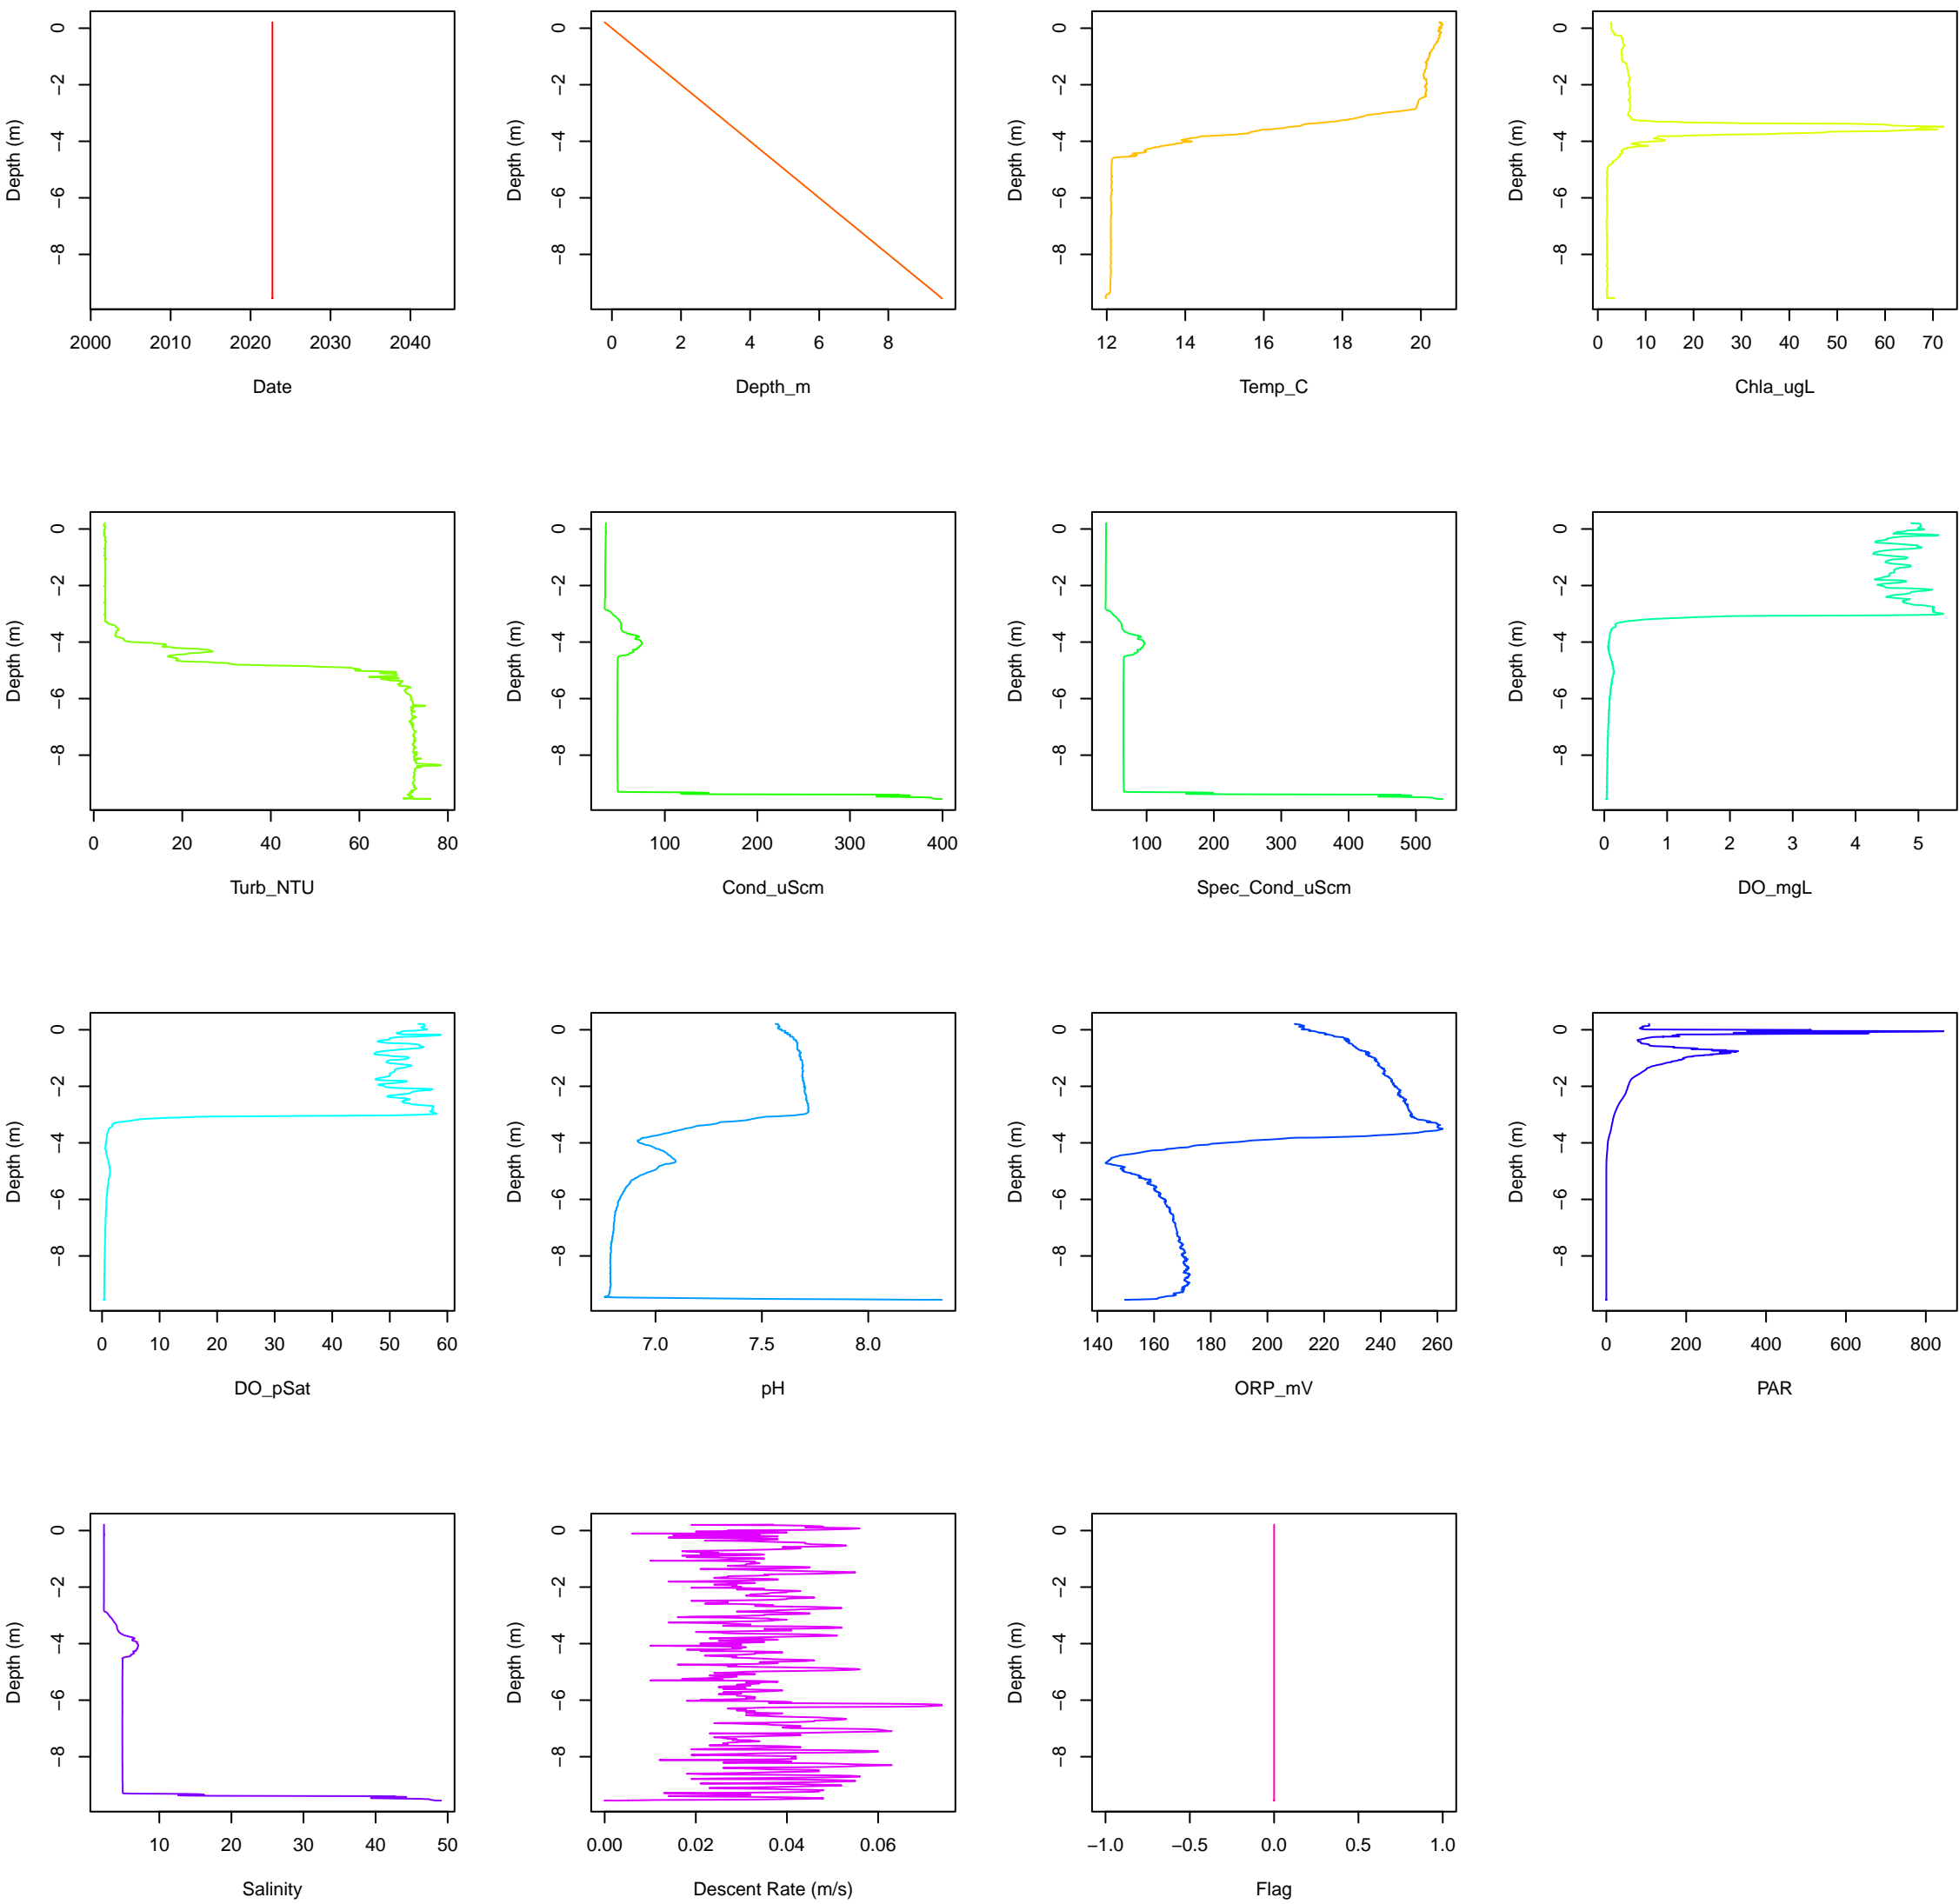 Depth (m)
0
−2
−4
−6
−8
2000 2010 2020 2030 2040
Date
Depth (m)
0
−2
−4
−6
−8
0 2 4 6 8
Depth_m
Depth (m)
0
−2
−4
−6
−8
12 14 16 18 20
Temp_C
Depth (m)
0
−2
−4
−6
−8
0 10 20 30 40 50 60 70
Chla_ugL
Depth (m)
0
−2
−4
−6
−8
0 20 40 60 80
Turb_NTU
Depth (m)
0
−2
−4
−6
−8
100 200 300 400
Cond_uScm
Depth (m)
0
−2
−4
−6
−8
100 200 300 400 500
Spec_Cond_uScm
Depth (m)
0
−2
−4
−6
−8
0 1 2 3 4 5
DO_mgL
Depth (m)
0
−2
−4
−6
−8
0 10 20 30 40 50 60
DO_pSat
Depth (m)
0
−2
−4
−6
−8
7.0 7.5 8.0
pH
Depth (m)
0
−2
−4
−6
−8
140 160 180 200 220 240 260
ORP_mV
Depth (m)
0
−2
−4
−6
−8
0 200 400 600 800
PAR
Depth (m)
0
−2
−4
−6
−8
10 20 30 40 50
Salinity
Depth (m)
0
−2
−4
−6
−8
0.00 0.02 0.04 0.06
Descent Rate (m/s)
Depth (m)
0
−2
−4
−6
−8
−1.0 −0.5 0.0 0.5 1.0
Flag